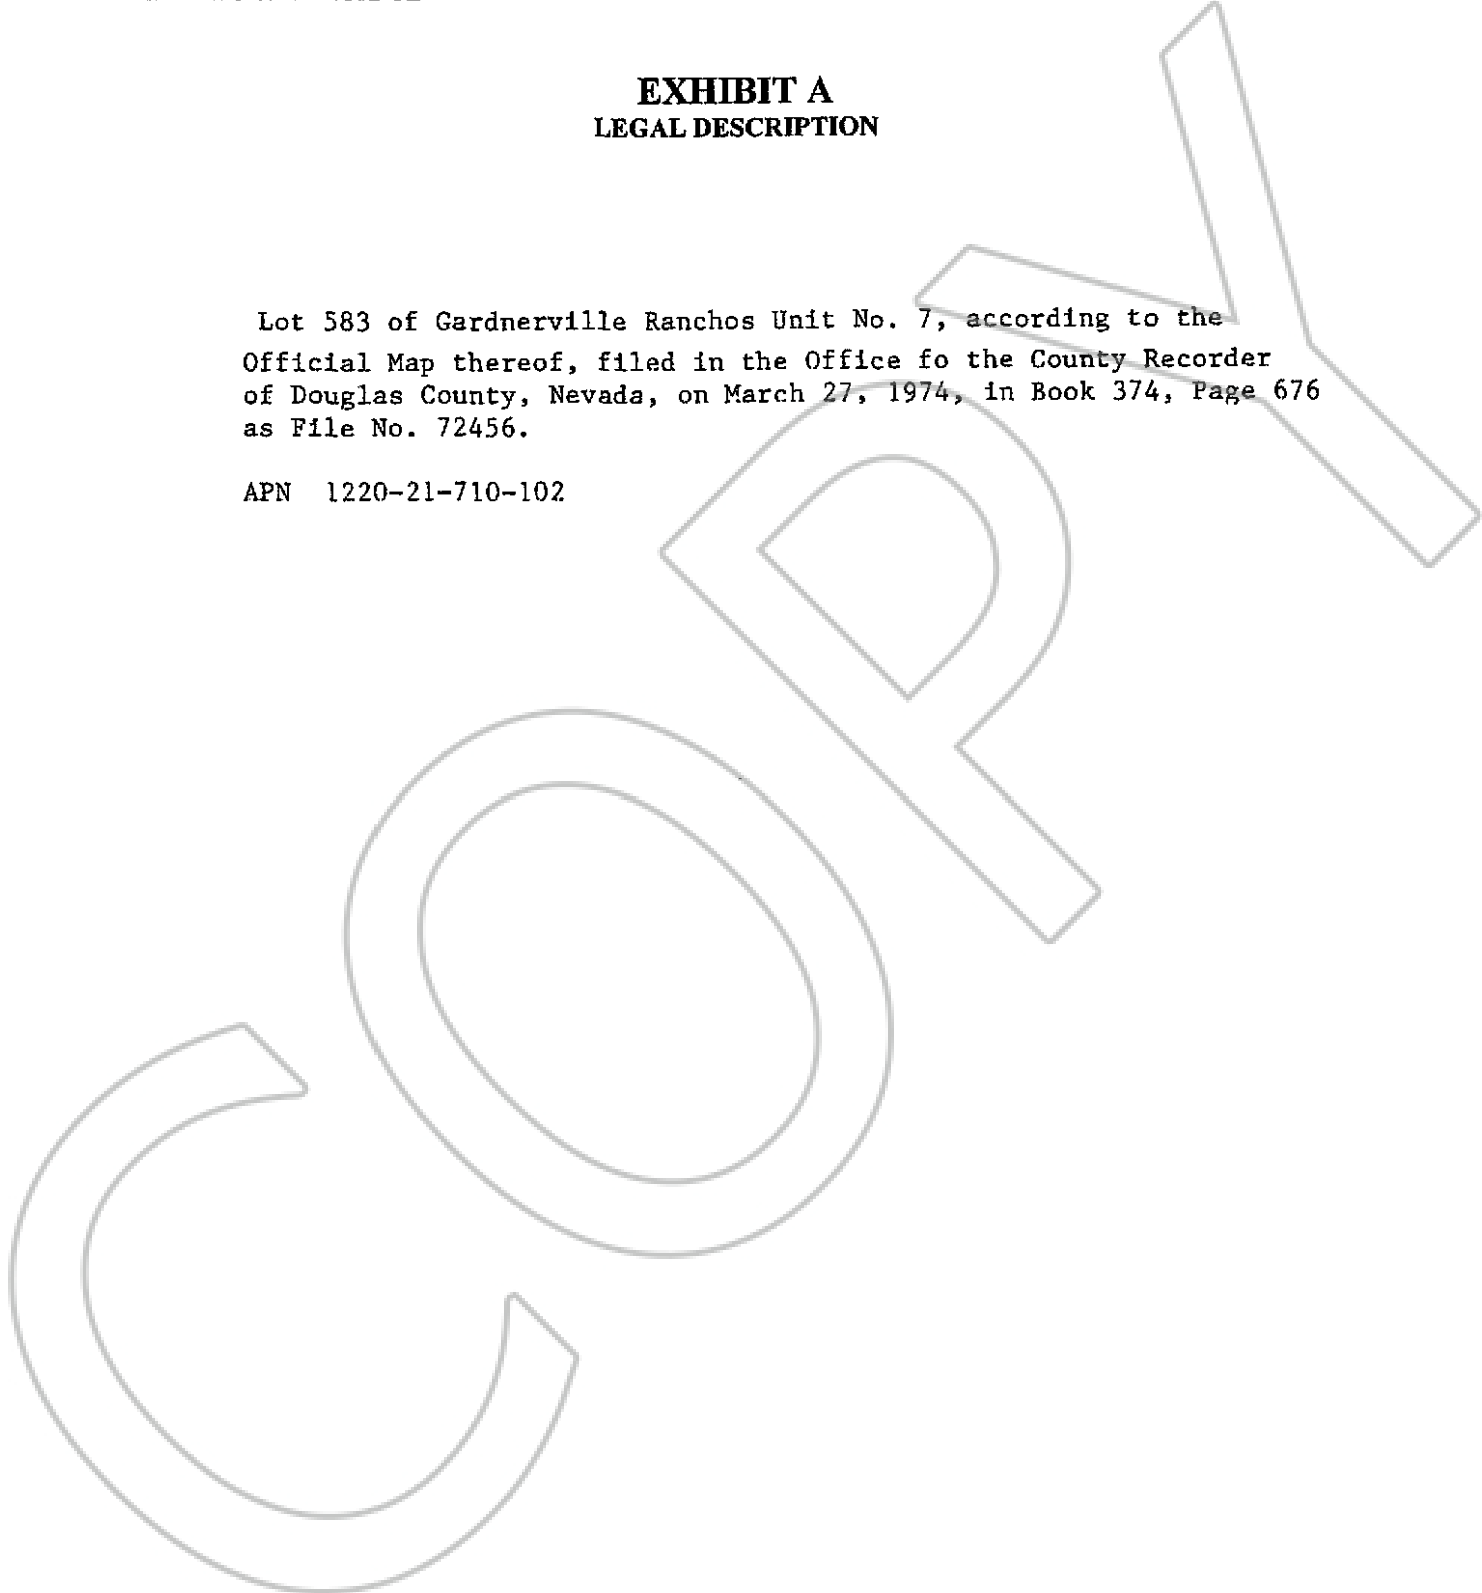 EXHIBIT A
LEGAL DESCRIPTION
Lot 583 of Gardnerville Ranchos Unit No. 7, according to the
Official Map thereof, filed in the Office fo the County Recorder
of Douglas County, Nevada, on March 27, 1974, in Book 374, Page 676
as File No. 72456.
APN 1220-21-710-102
COPY